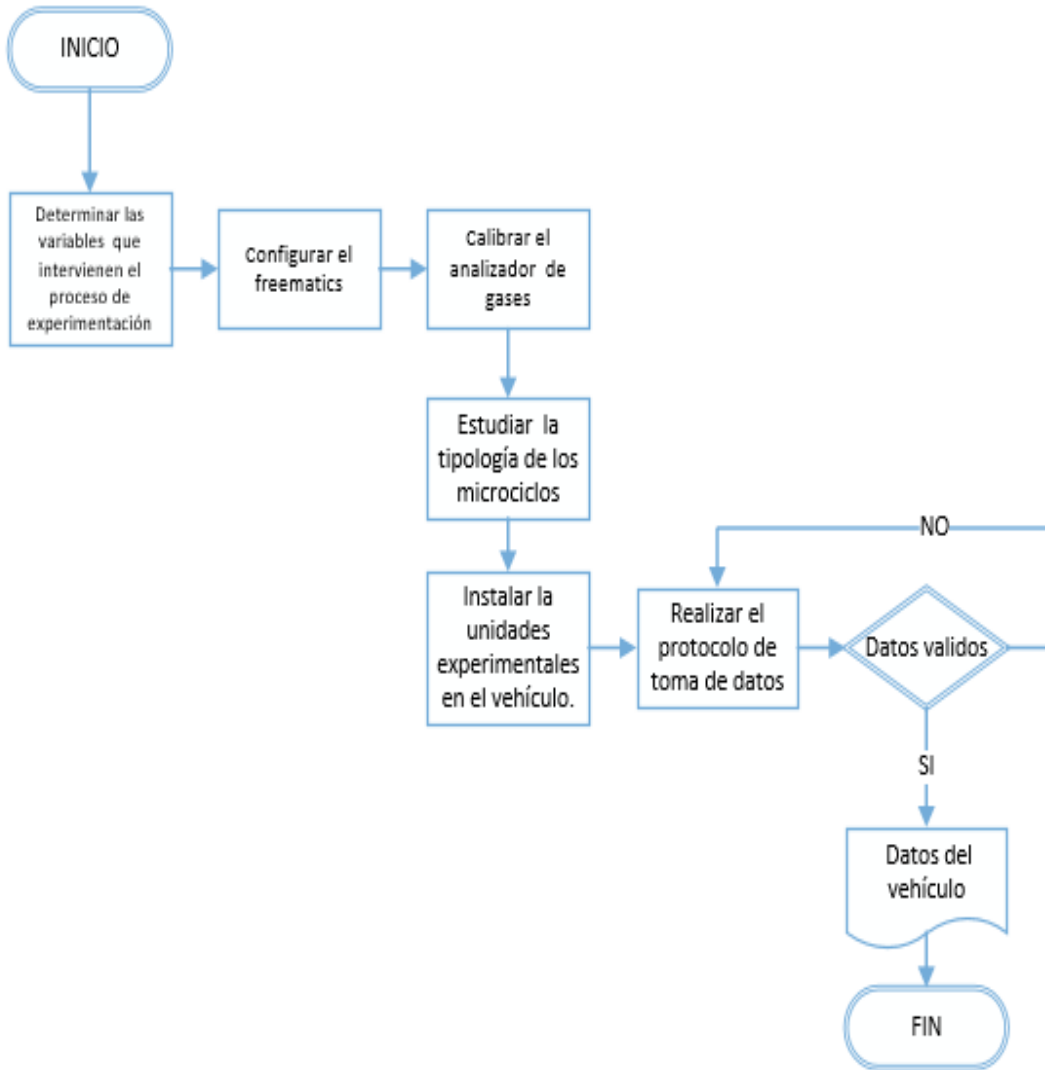 INICIO
Determinar las
variables que
intervienen el
proceso de
experimentación
Configurar el
freematics
Calibrar el
analizador de
gases
Estudiar la
tipología de los
microciclos
Instalar la
unidades
experimentales
en el vehículo.
Realizar el
protocolo de
toma de datos
NO
Datos validos
SI
Datos del
vehículo
FIN